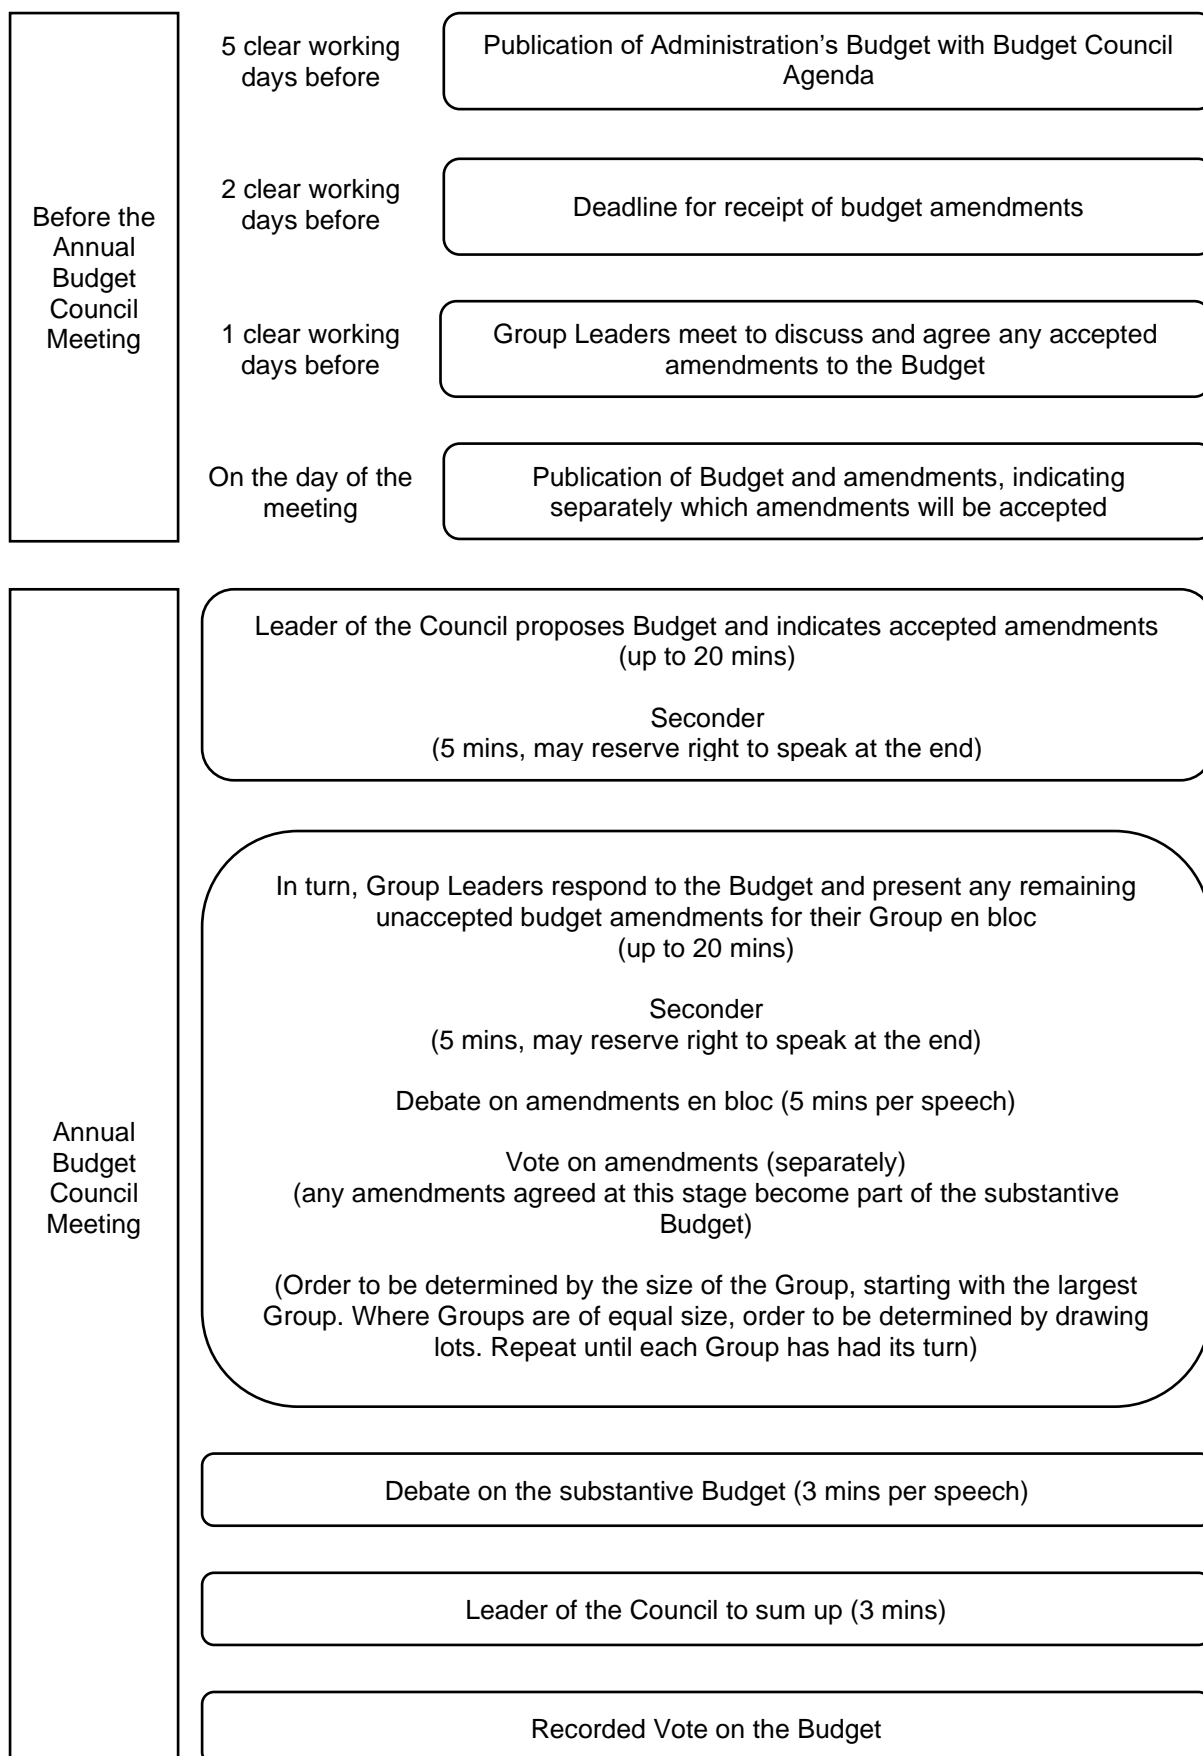 Before the
Annual
Budget
Council
Meeting
5 clear working
days before
Publication of Administration’s Budget with Budget Council
Agenda
2 clear working
days before
Deadline for receipt of budget amendments
1 clear working
days before
Group Leaders meet to discuss and agree any accepted
amendments to the Budget
On the day of the
meeting
Publication of Budget and amendments, indicating
separately which amendments will be accepted
Annual
Budget
Council
Meeting
Leader of the Council proposes Budget and indicates accepted amendments
(up to 20 mins)
Seconder
(5 mins, may reserve right to speak at the end)
In turn, Group Leaders respond to the Budget and present any remaining
unaccepted budget amendments for their Group en bloc
(up to 20 mins)
Seconder
(5 mins, may reserve right to speak at the end)
Debate on amendments en bloc (5 mins per speech)
Vote on amendments (separately)
(any amendments agreed at this stage become part of the substantive
Budget)
(Order to be determined by the size of the Group, starting with the largest
Group. Where Groups are of equal size, order to be determined by drawing
lots. Repeat until each Group has had its turn)
Debate on the substantive Budget (3 mins per speech)
Leader of the Council to sum up (3 mins)
Recorded Vote on the Budget